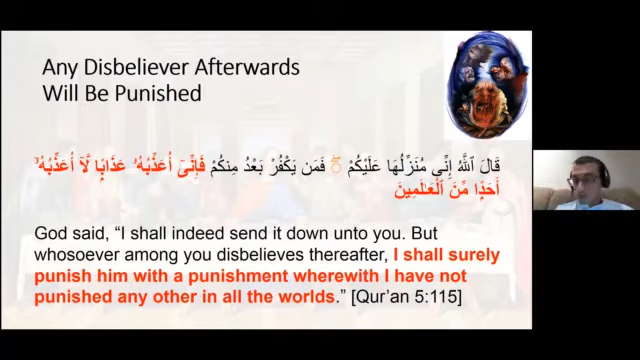 Any Disbeliever Afterwards
Will Be Punished
قَالَ ٱللَّهُ إِنِّى مُنَزِّلُهَا عَلَيْكُمْ ۖ فَمَن يَكْفُرْ بَعْدُ مِنكُمْ فَإِنِّىٓ أُعَذِّبُهُۥ عَذَابًا لَّآ أُعَذِّبُهُۥٓ
أَحَدًا مِّنَ ٱلْعَـٰلَمِينَ
God said, “I shall indeed send it down unto you. But
whosoever among you disbelieves thereafter, I shall surely
punish him with a punishment wherewith I have not
punished any other in all the worlds.” [Qur’an 5:115]